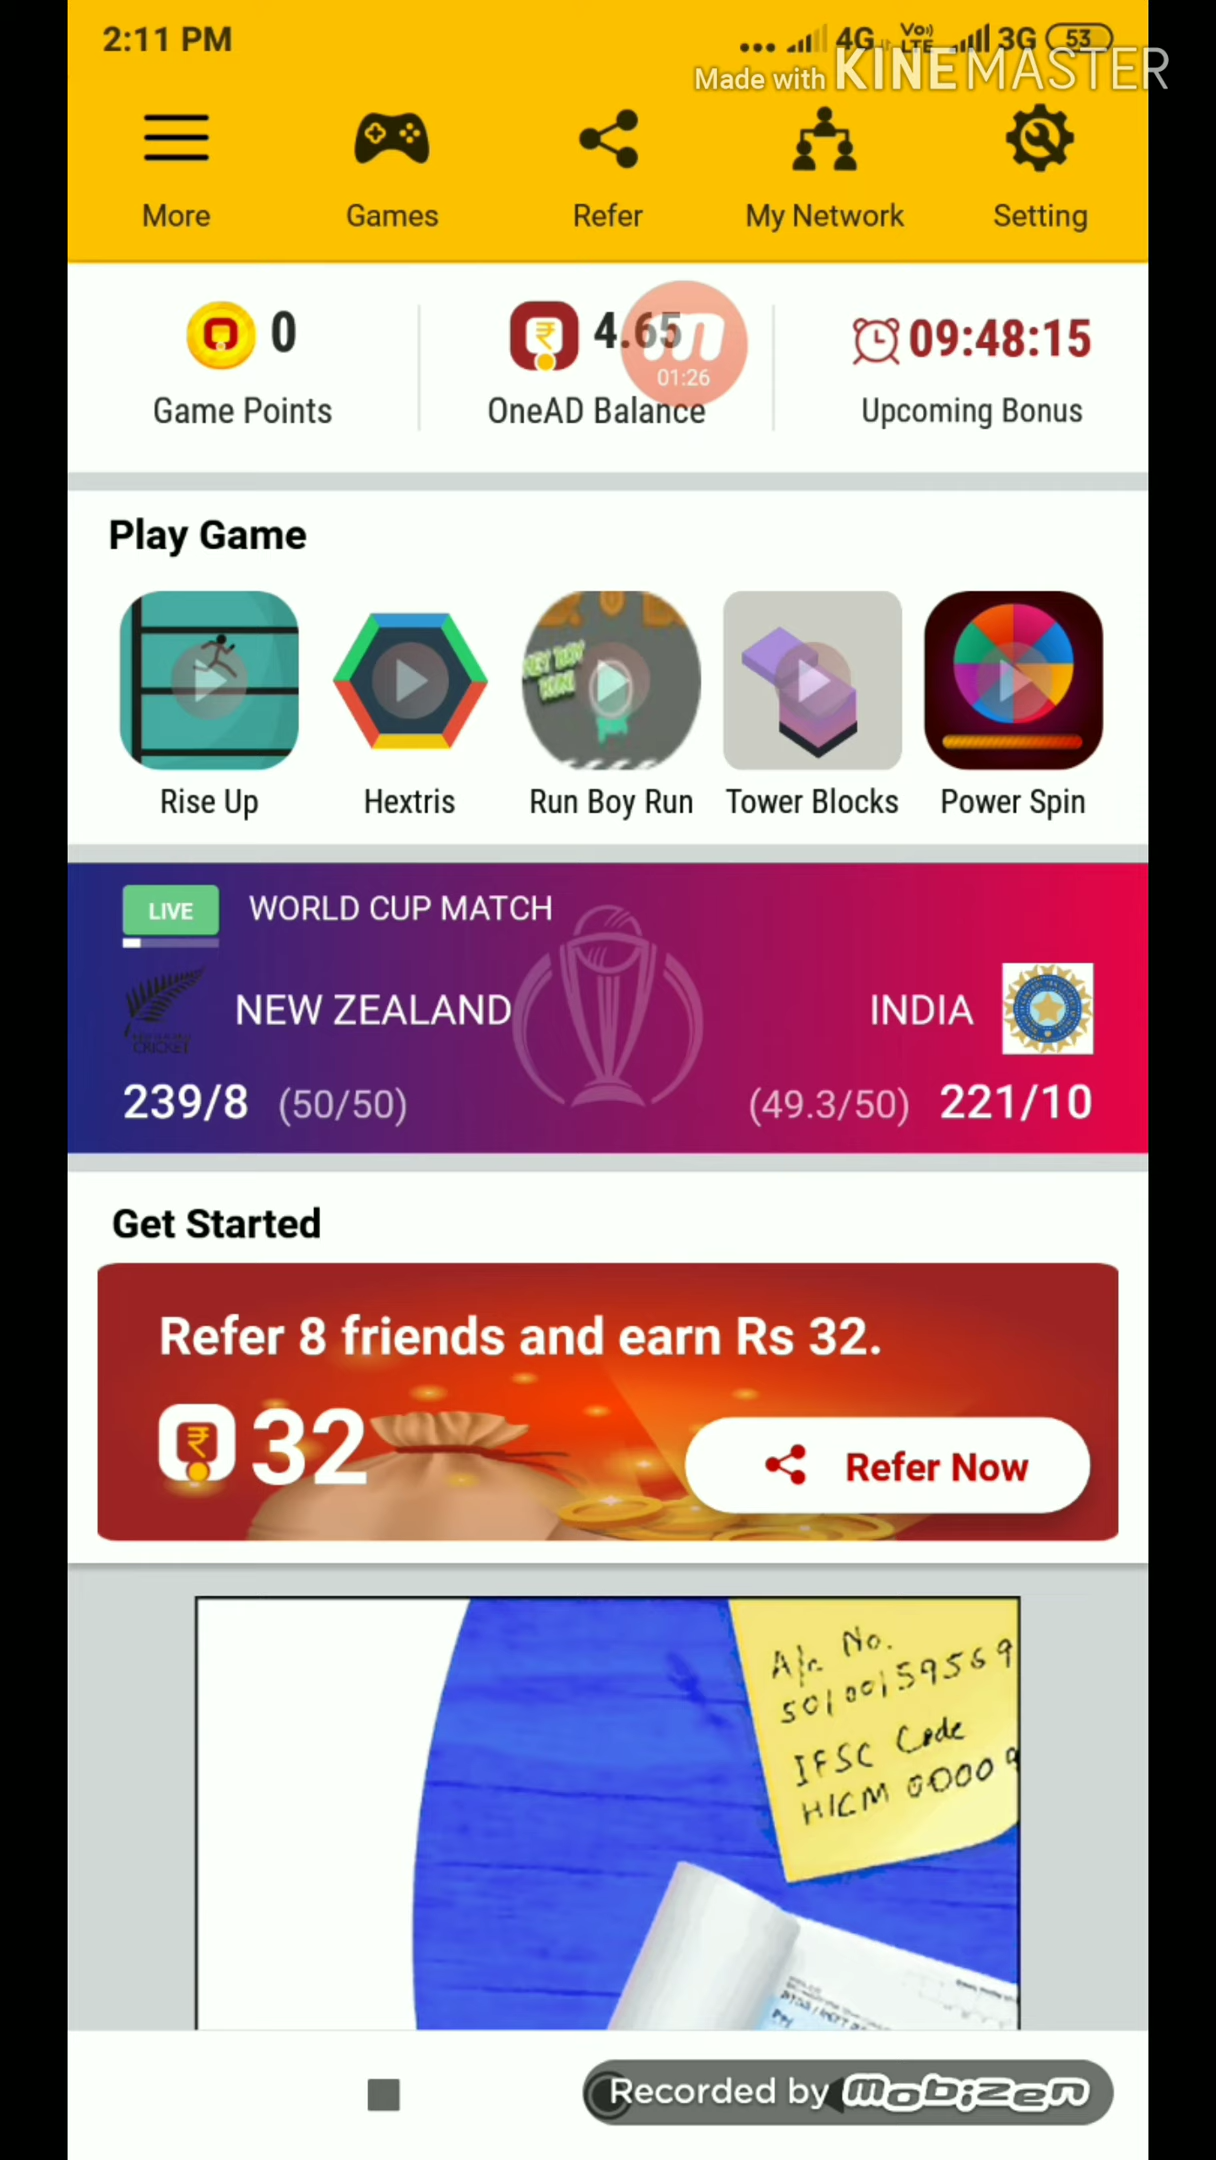 2:11 PM 4G VoLTE 3G 53
Made with KINEMASTER
More Games Refer My Network Setting
0 4.65 09:48:15
01:26
Game Points OneAD Balance Upcoming Bonus
Play Game
Rise Up Hextris Run Boy Run Tower Blocks Power Spin
LIVE WORLD CUP MATCH
NEW ZEALAND INDIA
CRICKET
239/8 (50/50) (49.3/50) 221/10
Get Started
Refer 8 friends and earn Rs 32.
32 Refer Now
A/c No.
50100159569
IFSC Code
Recorded by mobizen